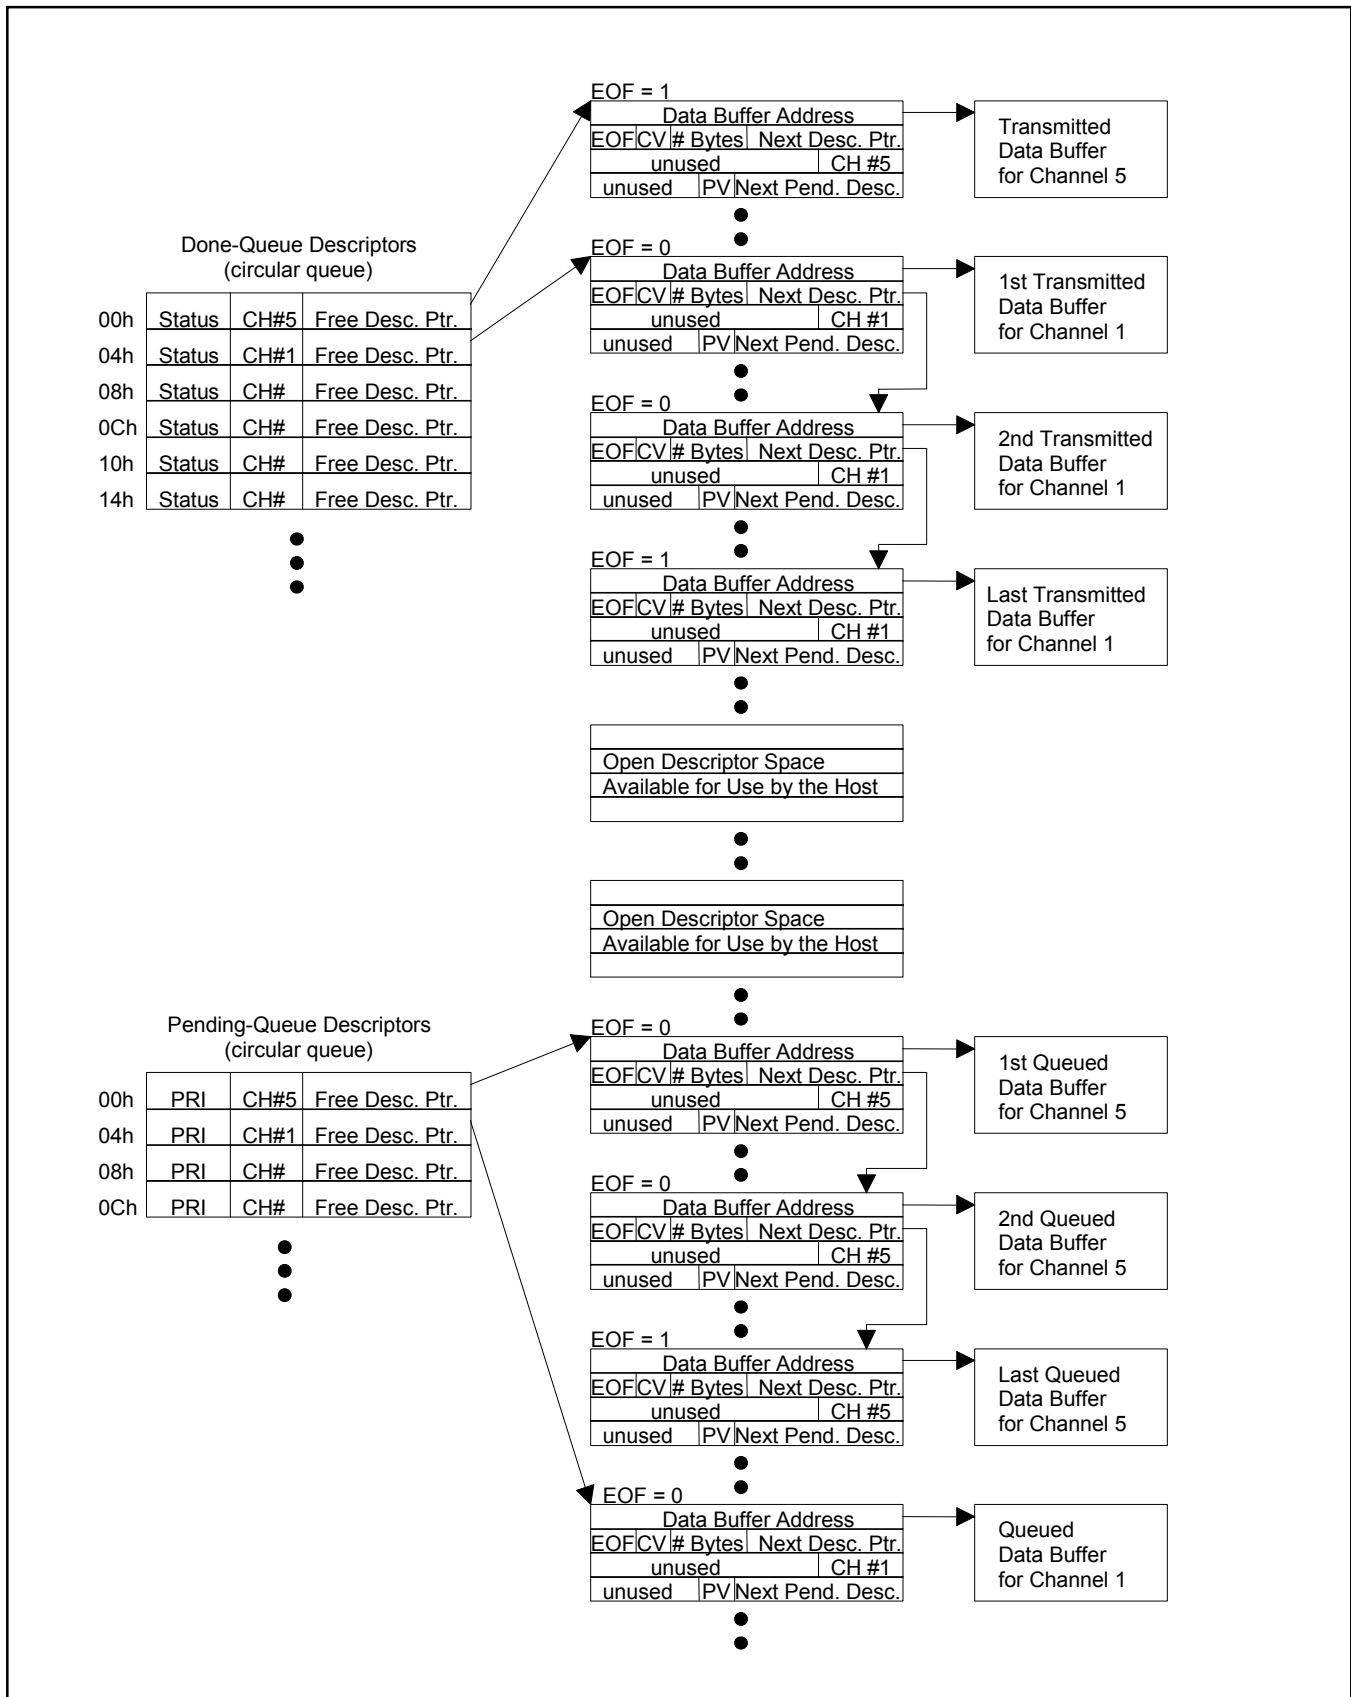 EOF = 1
Data Buffer Address
EOF CV # Bytes Next Desc. Ptr.
unused CH #5
unused PV Next Pend. Desc.
Transmitted
Data Buffer
for Channel 5
Done-Queue Descriptors
(circular queue)
00h Status CH#5 Free Desc. Ptr.
04h Status CH#1 Free Desc. Ptr.
08h Status CH# Free Desc. Ptr.
0Ch Status CH# Free Desc. Ptr.
10h Status CH# Free Desc. Ptr.
14h Status CH# Free Desc. Ptr.
EOF = 0
Data Buffer Address
EOF CV # Bytes Next Desc. Ptr.
unused CH #1
unused PV Next Pend. Desc.
1st Transmitted
Data Buffer
for Channel 1
EOF = 0
Data Buffer Address
EOF CV # Bytes Next Desc. Ptr.
unused CH #1
unused PV Next Pend. Desc.
2nd Transmitted
Data Buffer
for Channel 1
EOF = 1
Data Buffer Address
EOF CV # Bytes Next Desc. Ptr.
unused CH #1
unused PV Next Pend. Desc.
Last Transmitted
Data Buffer
for Channel 1
Open Descriptor Space
Available for Use by the Host
Open Descriptor Space
Available for Use by the Host
Pending-Queue Descriptors
(circular queue)
00h PRI CH#5 Free Desc. Ptr.
04h PRI CH#1 Free Desc. Ptr.
08h PRI CH# Free Desc. Ptr.
0Ch PRI CH# Free Desc. Ptr.
EOF = 0
Data Buffer Address
EOF CV # Bytes Next Desc. Ptr.
unused CH #5
unused PV Next Pend. Desc.
1st Queued
Data Buffer
for Channel 5
EOF = 0
Data Buffer Address
EOF CV # Bytes Next Desc. Ptr.
unused CH #5
unused PV Next Pend. Desc.
2nd Queued
Data Buffer
for Channel 5
EOF = 1
Data Buffer Address
EOF CV # Bytes Next Desc. Ptr.
unused CH #5
unused PV Next Pend. Desc.
Last Queued
Data Buffer
for Channel 5
EOF = 0
Data Buffer Address
EOF CV # Bytes Next Desc. Ptr.
unused CH #1
unused PV Next Pend. Desc.
Queued
Data Buffer
for Channel 1